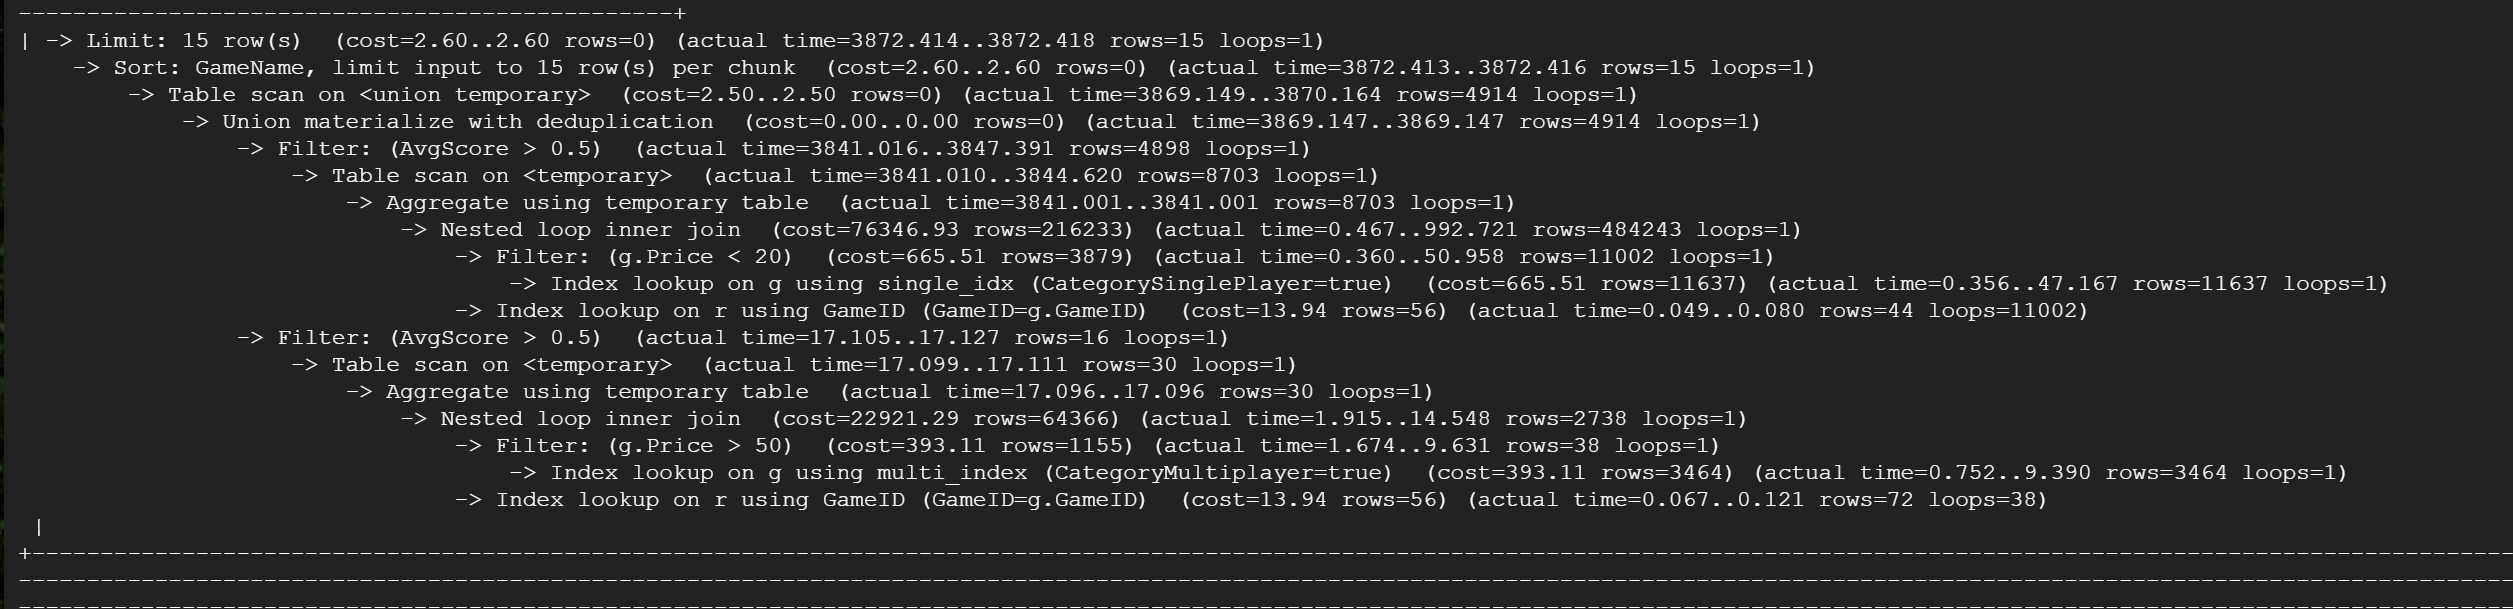 -------------------------------------------------+
| -> Limit: 15 row(s)  (cost=2.60..2.60 rows=0) (actual time=3872.414..3872.418 rows=15 loops=1)
    -> Sort: GameName, limit input to 15 row(s) per chunk  (cost=2.60..2.60 rows=0) (actual time=3872.413..3872.416 rows=15 loops=1)
        -> Table scan on <union temporary>  (cost=2.50..2.50 rows=0) (actual time=3869.149..3870.164 rows=4914 loops=1)
            -> Union materialize with deduplication  (cost=0.00..0.00 rows=0) (actual time=3869.147..3869.147 rows=4914 loops=1)
                -> Filter: (AvgScore > 0.5)  (actual time=3841.016..3847.391 rows=4898 loops=1)
                    -> Table scan on <temporary>  (actual time=3841.010..3844.620 rows=8703 loops=1)
                        -> Aggregate using temporary table  (actual time=3841.001..3841.001 rows=8703 loops=1)
                            -> Nested loop inner join  (cost=76346.93 rows=216233) (actual time=0.467..992.721 rows=484243 loops=1)
                                -> Filter: (g.Price < 20)  (cost=665.51 rows=3879) (actual time=0.360..50.958 rows=11002 loops=1)
                                    -> Index lookup on g using single_idx (CategorySinglePlayer=true)  (cost=665.51 rows=11637) (actual time=0.356..47.167 rows=11637 loops=1)
                                -> Index lookup on r using GameID (GameID=g.GameID)  (cost=13.94 rows=56) (actual time=0.049..0.080 rows=44 loops=11002)
                -> Filter: (AvgScore > 0.5)  (actual time=17.105..17.127 rows=16 loops=1)
                    -> Table scan on <temporary>  (actual time=17.099..17.111 rows=30 loops=1)
                        -> Aggregate using temporary table  (actual time=17.096..17.096 rows=30 loops=1)
                            -> Nested loop inner join  (cost=22921.29 rows=64366) (actual time=1.915..14.548 rows=2738 loops=1)
                                -> Filter: (g.Price > 50)  (cost=393.11 rows=1155) (actual time=1.674..9.631 rows=38 loops=1)
                                    -> Index lookup on g using multi_index (CategoryMultiplayer=true)  (cost=393.11 rows=3464) (actual time=0.752..9.390 rows=3464 loops=1)
                                -> Index lookup on r using GameID (GameID=g.GameID)  (cost=13.94 rows=56) (actual time=0.067..0.121 rows=72 loops=38)
 |